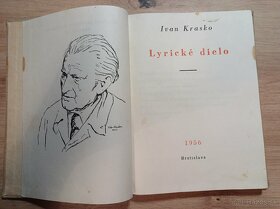 Ivan Krasko
Lyrické dielo
1956
Bratislava